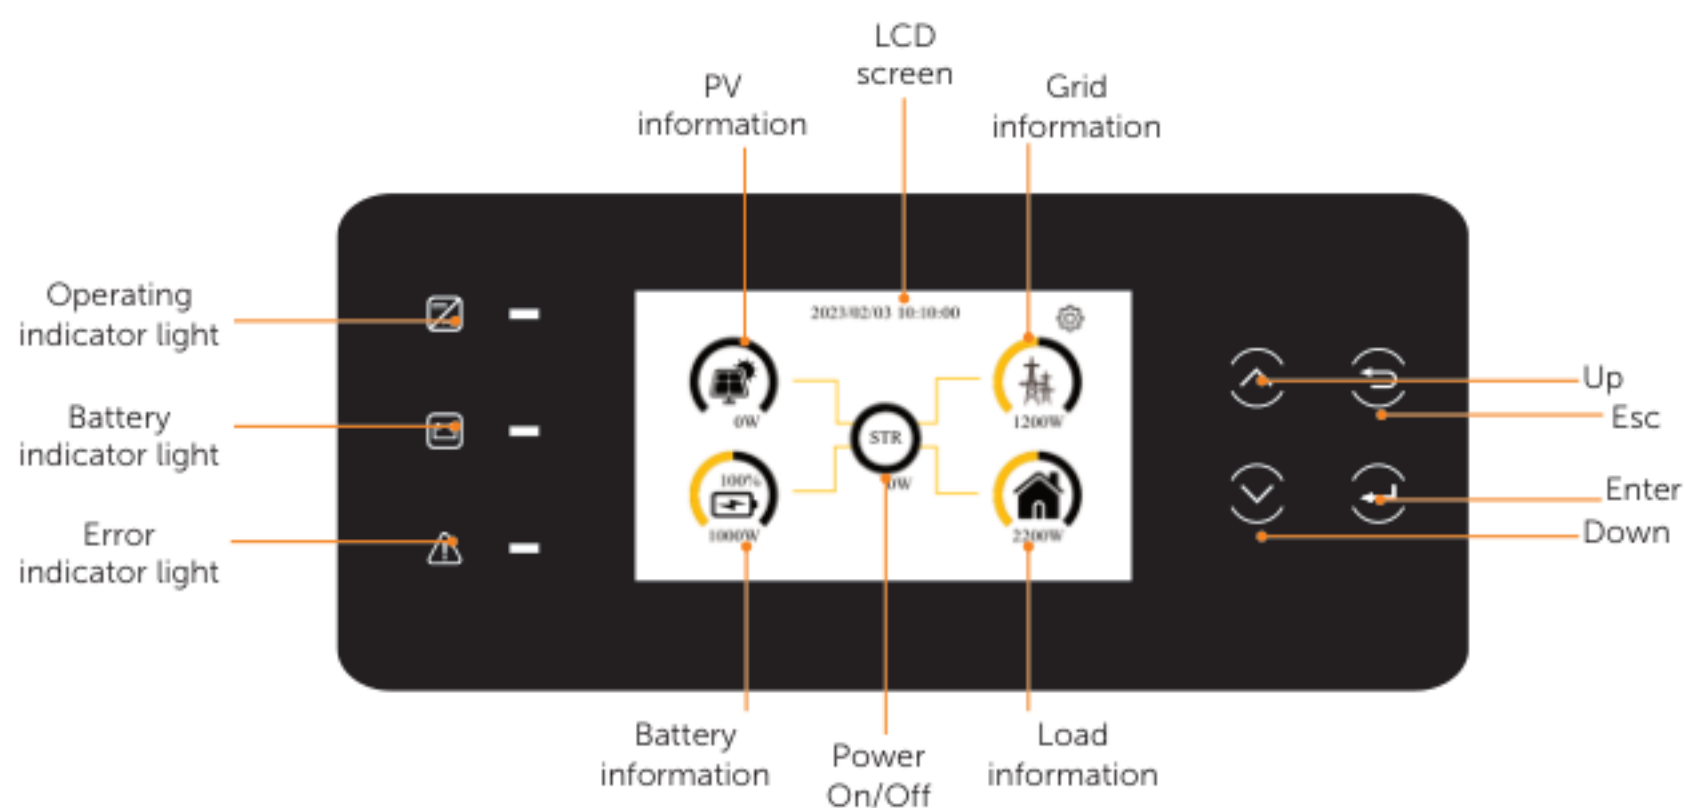 LCD
screen
PV
information
Grid
information
Operating
indicator light
Battery
indicator light
Error
indicator light
2023/02/03 10:10:00
0W
1200W
STR
0W
100%
1000W
2200W
Up
Esc
Enter
Down
Battery
information
Power
On/Off
Load
information